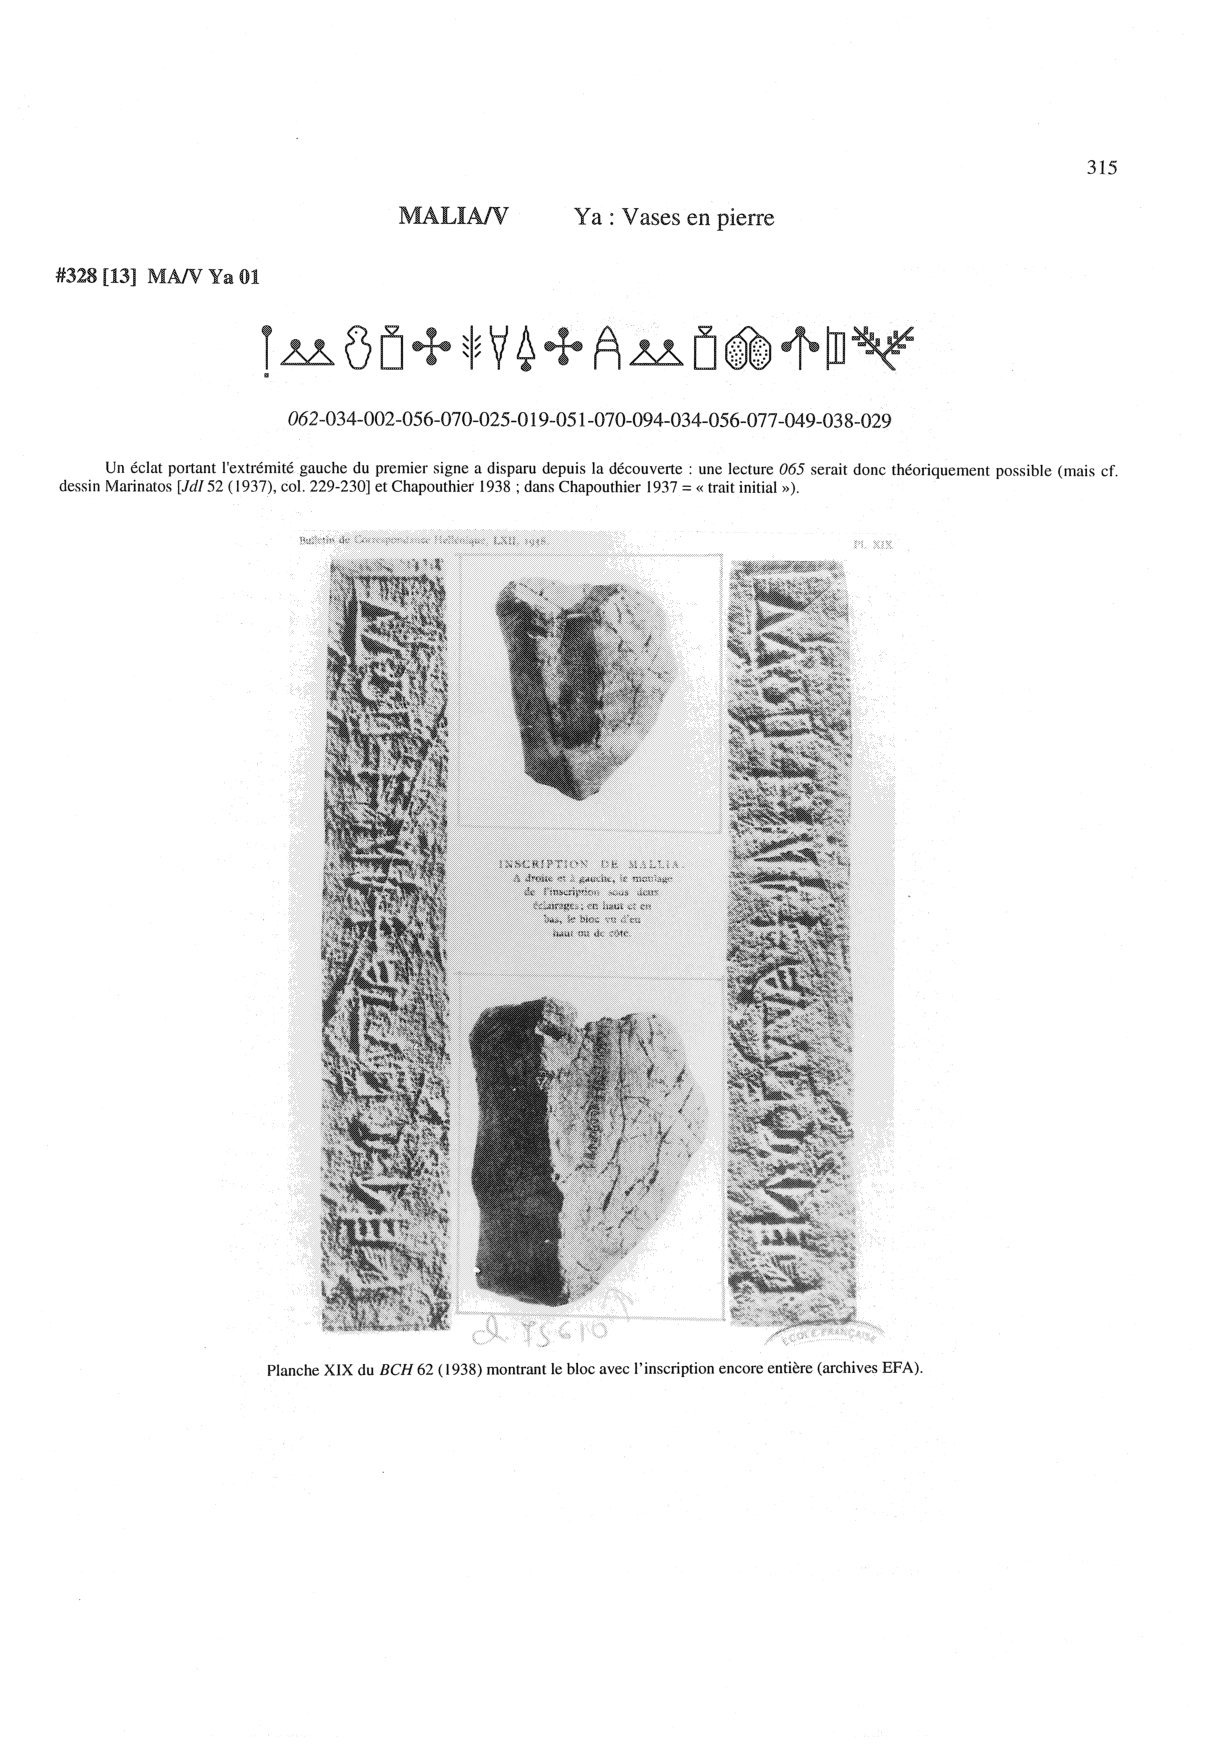 315
MALIA/V Ya : Vases en pierre
#328 [13] MA/V Ya 01
062-034-002-056-070-025-019-051-070-094-034-056-077-049-038-029
Un éclat portant l'extrémité gauche du premier signe a disparu depuis la découverte : une lecture 065 serait donc théoriquement possible (mais cf.
dessin Marinatos [JdI 52 (1937), col. 229-230] et Chapouthier 1938 ; dans Chapouthier 1937 = « trait initial »).
Bulletin de Correspondance Hellénique, LXII, 1938.
Pl. XIX
INSCRIPTION DE MALLIA.
A droite et à gauche, le moulage
de l'inscription sous deux
éclairages; en haut et en
bas, le bloc vu d'en
haut ou de côté.
75610
ÉCOLE FRANÇAISE
Planche XIX du BCH 62 (1938) montrant le bloc avec l'inscription encore entière (archives EFA).